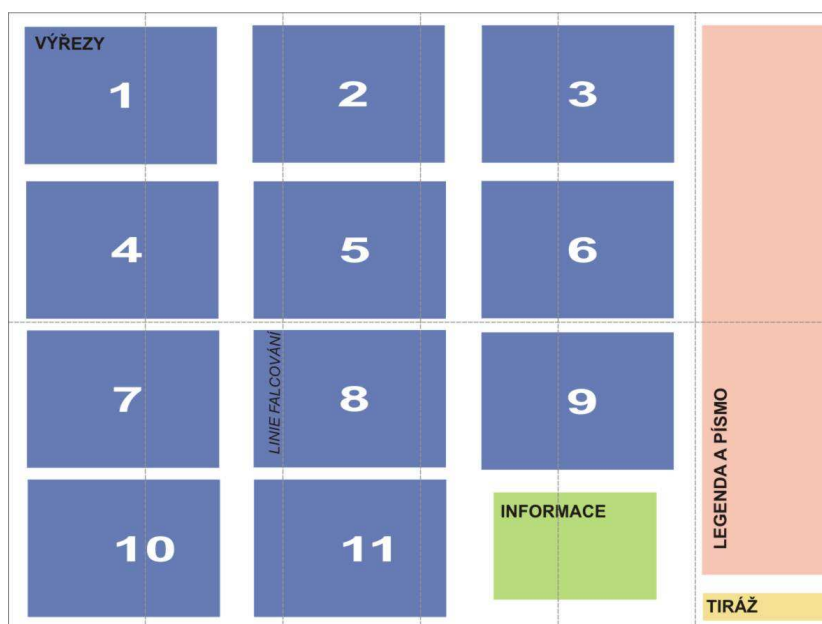 VÝŘEZY
1
2
3
4
5
6
7
LINIE FALCOVÁNÍ
8
9
LEGENDA A PÍSMO
10
11
INFORMACE
TIRÁŽ